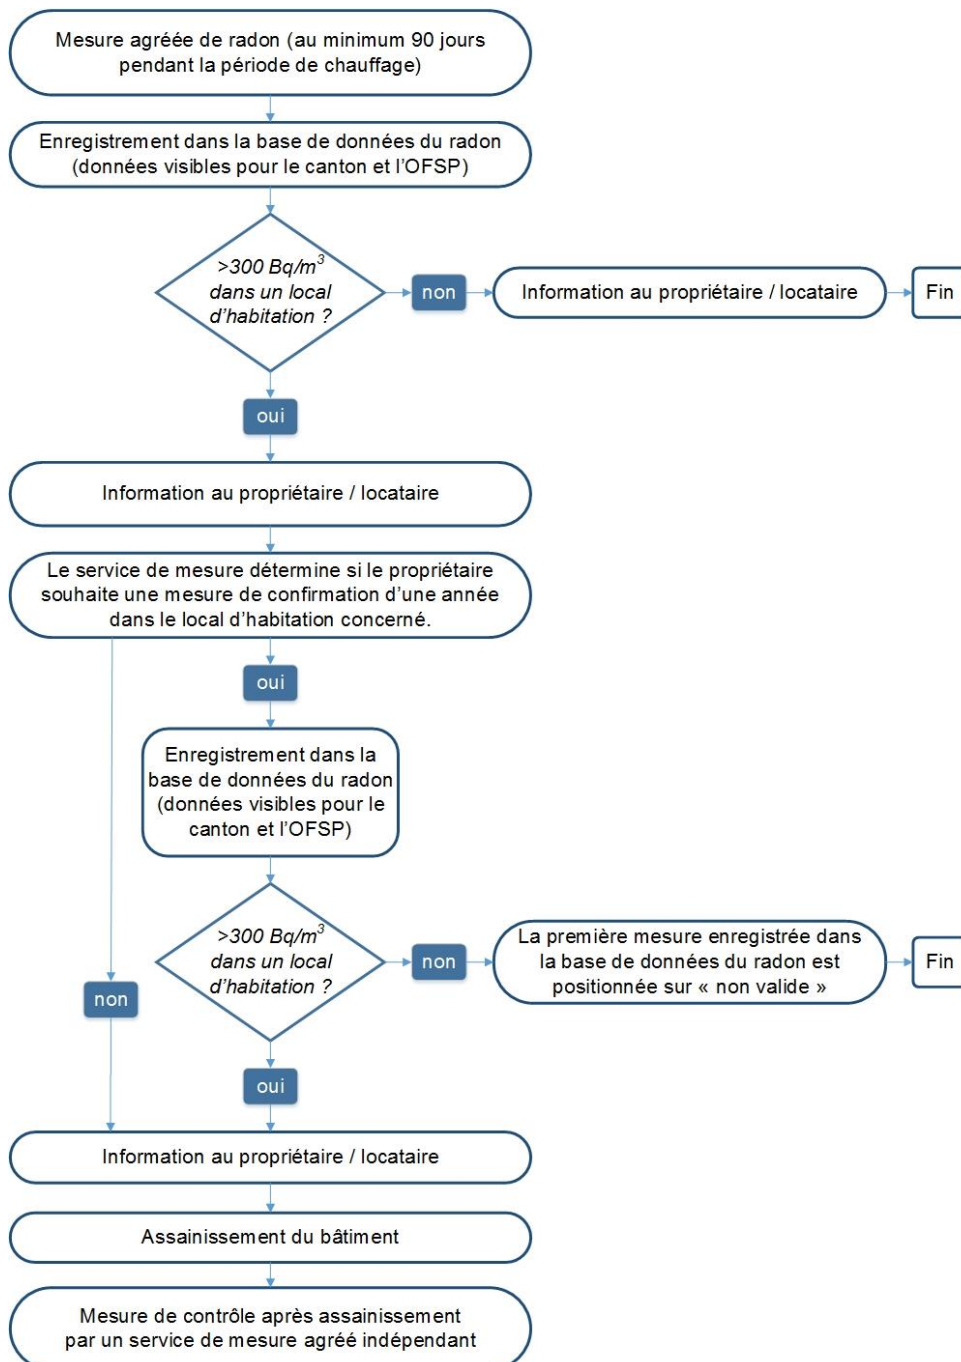 Mesure agréée de radon (au minimum 90 jours
pendant la période de chauffage)
Enregistrement dans la base de données du radon
(données visibles pour le canton et l'OFSP)
>300 Bq/m³
dans un local
d'habitation ?
non
Information au propriétaire / locataire
Fin
oui
Information au propriétaire / locataire
Le service de mesure détermine si le propriétaire
souhaite une mesure de confirmation d'une année
dans le local d'habitation concerné.
oui
Enregistrement dans la
base de données du radon
(données visibles pour le
canton et l'OFSP)
>300 Bq/m³
dans un local
d'habitation ?
non
La première mesure enregistrée dans
la base de données du radon est
positionnée sur « non valide »
Fin
non
oui
Information au propriétaire / locataire
Assainissement du bâtiment
Mesure de contrôle après assainissement
par un service de mesure agréé indépendant